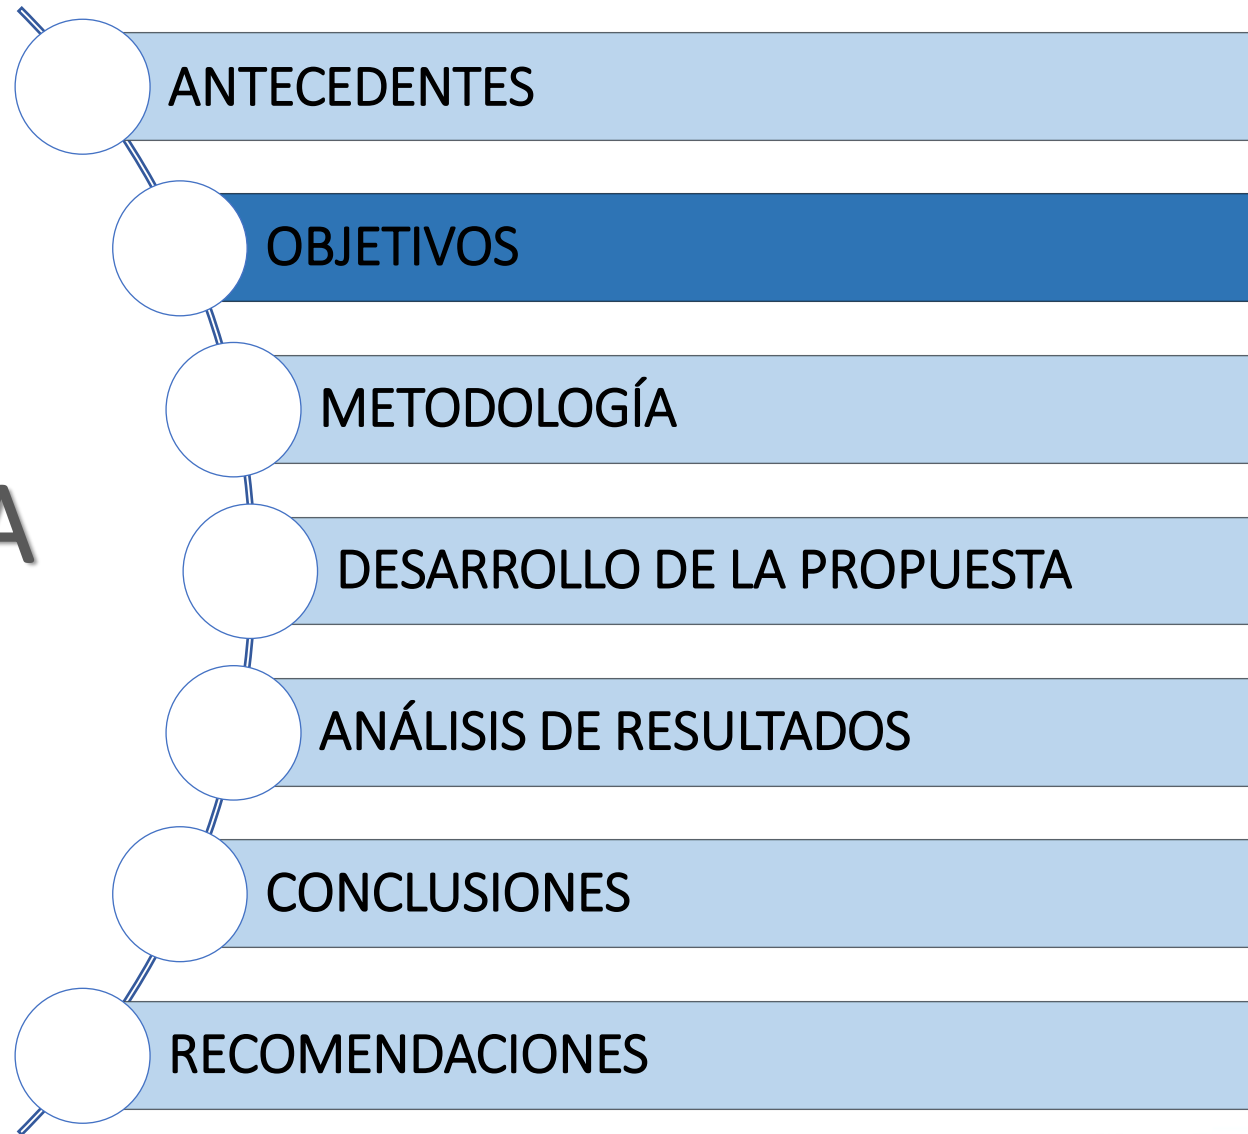 ANTECEDENTES
OBJETIVOS
METODOLOGÍA
A
DESARROLLO DE LA PROPUESTA
ANÁLISIS DE RESULTADOS
CONCLUSIONES
RECOMENDACIONES